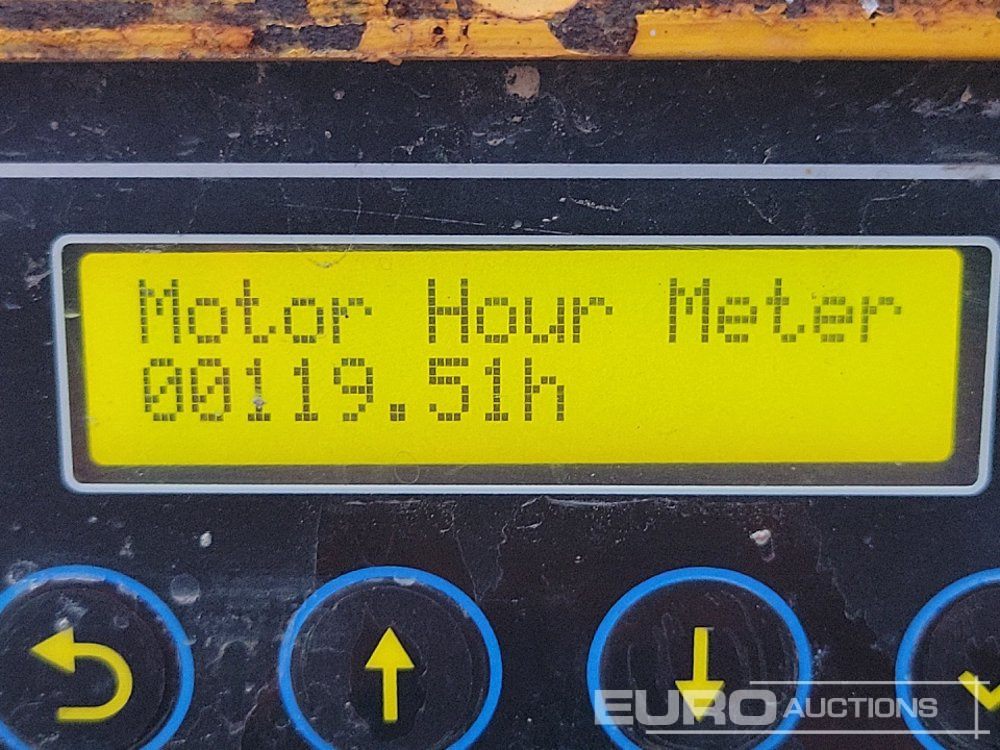 Motor Hour Meter
00119.51h
EURO AUCTIONS